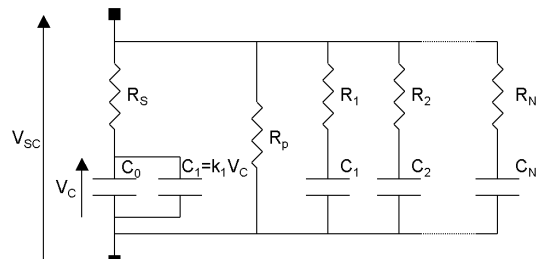 R_S
R_1
R_2
R_N
V_SC
R_p
C_0
C_1=k_1V_C
C_1
C_2
C_N
V_C